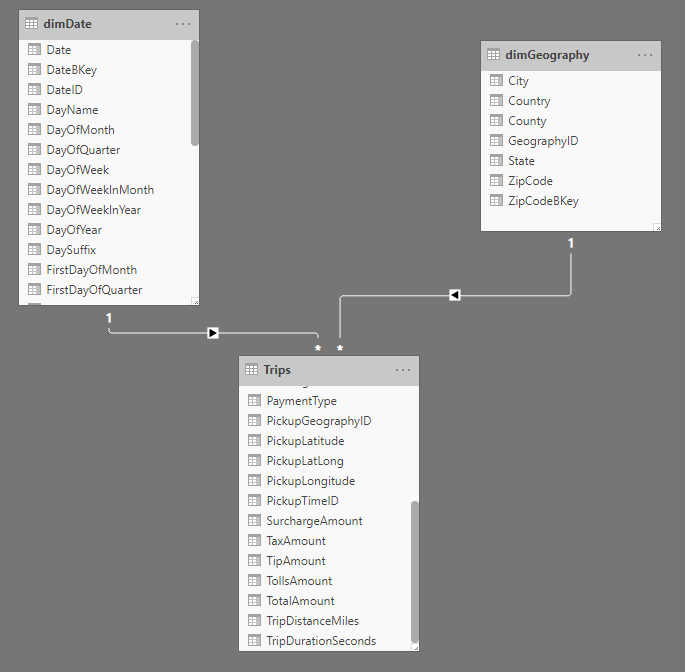 dimDate
Date
DateBKey
DateID
DayName
DayOfMonth
DayOfQuarter
DayOfWeek
DayOfWeekInMonth
DayOfWeekInYear
DayOfYear
DaySuffix
FirstDayOfMonth
FirstDayOfQuarter
1
dimGeography
City
Country
County
GeographyID
State
ZipCode
ZipCodeBKey
1
* *
Trips
PaymentType
PickupGeographyID
PickupLatitude
PickupLatLong
PickupLongitude
PickupTimeID
SurchargeAmount
TaxAmount
TipAmount
TollsAmount
TotalAmount
TripDistanceMiles
TripDurationSeconds